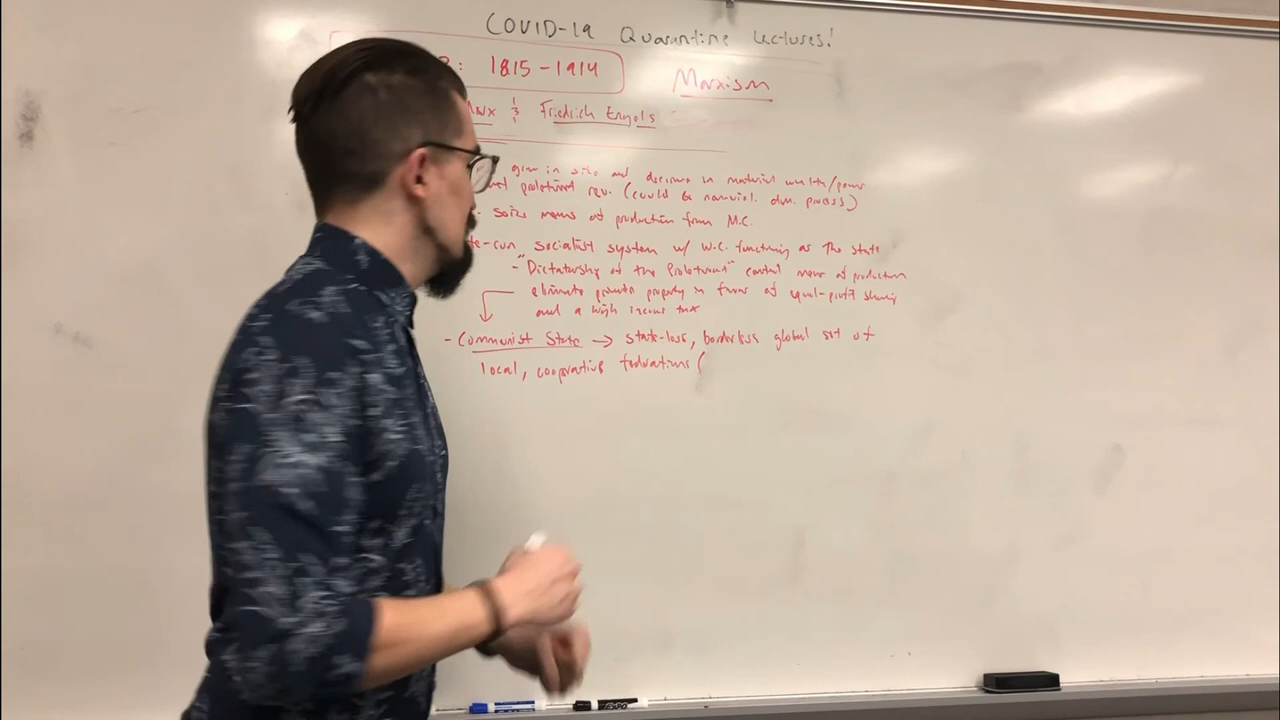 COVID-19 Quarantine Lectures!
: 1815-1914
Marxism
Marx & Friedrich Engels
grow in size and decrease in material wealth/power
proletariat rev. (could be nonviol. dem. process)
seize means of production from M.C.
te-run socialist system w/ W.C. functioning as the state
- "Dictatorship of the Proletariat" control means of production
eliminate private property in favor of equal-profit sharing
and a high income tax
- Communist State → state-less, borderless global set of
local, cooperative federations (
EXPO